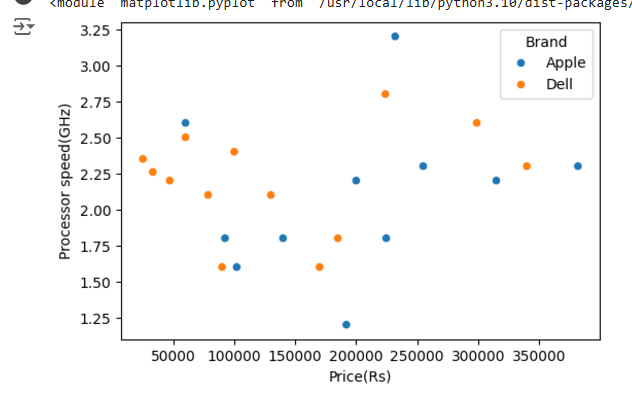 <module 'matplotlib.pyplot' from '/usr/local/lib/python3.10/dist-packages/
3.25
3.00
2.75
2.50
2.25
2.00
1.75
1.50
1.25
Processor speed(GHz)
Brand
Apple
Dell
50000 100000 150000 200000 250000 300000 350000
Price(Rs)